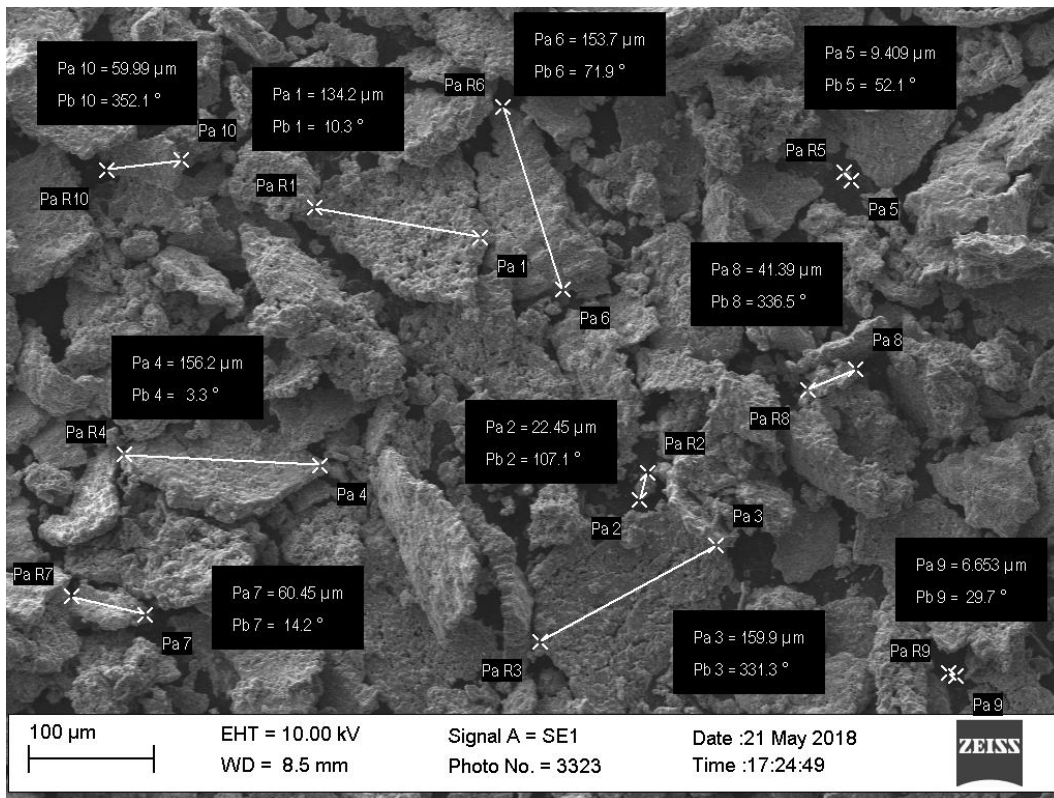 Pa 6 = 153.7 µm
Pb 6 = 71.9 °
Pa 5 = 9.409 µm
Pb 5 = 52.1 °
Pa 10 = 59.99 µm
Pb 10 = 352.1 °
Pa 1 = 134.2 µm
Pb 1 = 10.3 °
Pa R6
Pa 10
Pa R5
Pa R1
Pa R10
Pa 5
Pa 1
Pa 8 = 41.39 µm
Pb 8 = 336.5 °
Pa 6
Pa 8
Pa 4 = 156.2 µm
Pb 4 = 3.3 °
Pa R8
Pa R4
Pa 2 = 22.45 µm
Pb 2 = 107.1 °
Pa R2
Pa 4
Pa 2
Pa 3
Pa R7
Pa 7 = 60.45 µm
Pb 7 = 14.2 °
Pa 9 = 6.653 µm
Pb 9 = 29.7 °
Pa 7
Pa R3
Pa 3 = 159.9 µm
Pb 3 = 331.3 °
Pa R9
Pa 9
100 µm
EHT = 10.00 kV
WD = 8.5 mm
Signal A = SE1
Photo No. = 3323
Date :21 May 2018
Time :17:24:49
ZEISS